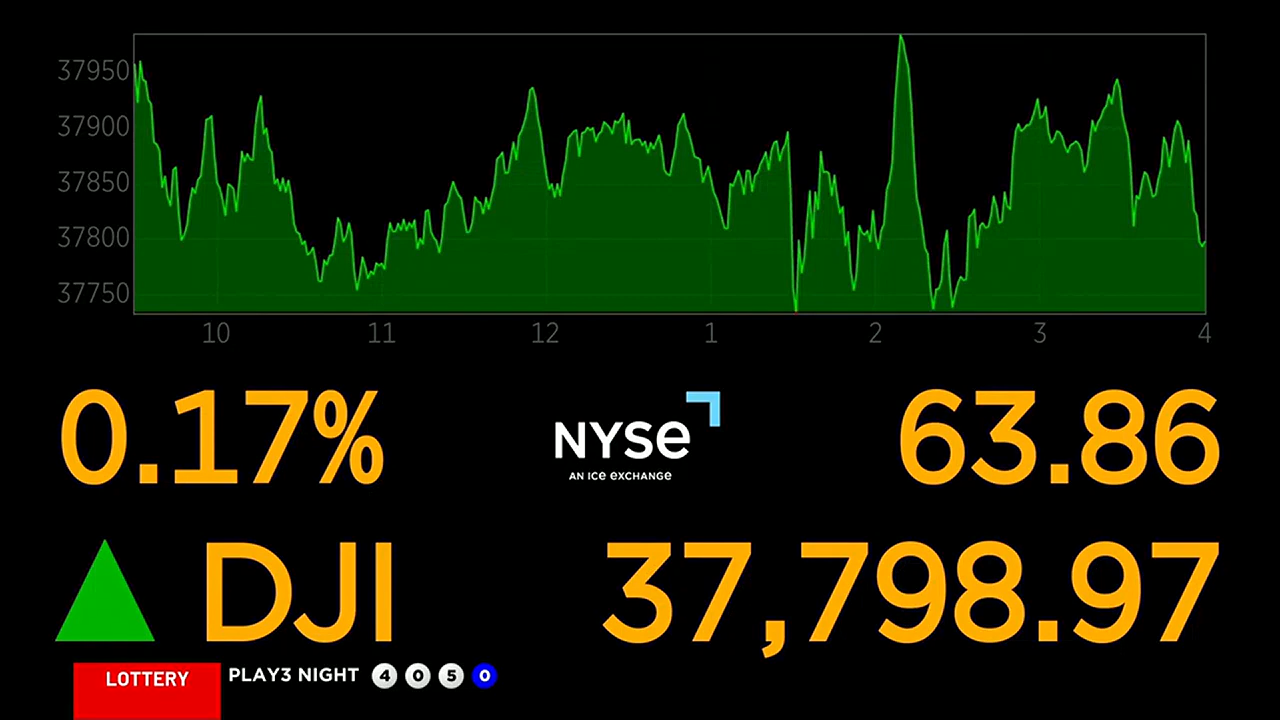 37950
37900
37850
37800
37750
10 11 12 1 2 3 4
0.17% NYSE 63.86
AN ICE EXCHANGE
DJI 37,798.97
LOTTERY PLAY3 NIGHT 4 0 5 0